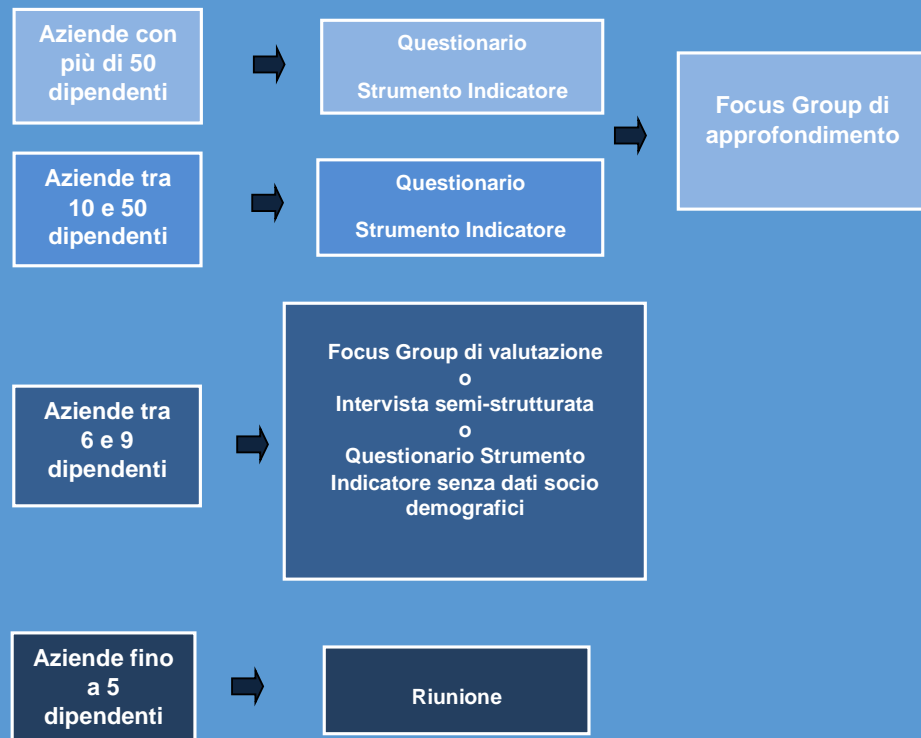 Aziende con
più di 50
dipendenti
Questionario
Strumento Indicatore
Focus Group di
approfondimento
Aziende tra
10 e 50
dipendenti
Questionario
Strumento Indicatore
Aziende tra
6 e 9
dipendenti
Focus Group di valutazione
o
Intervista semi-strutturata
o
Questionario Strumento
Indicatore senza dati socio
demografici
Aziende fino
a 5
dipendenti
Riunione